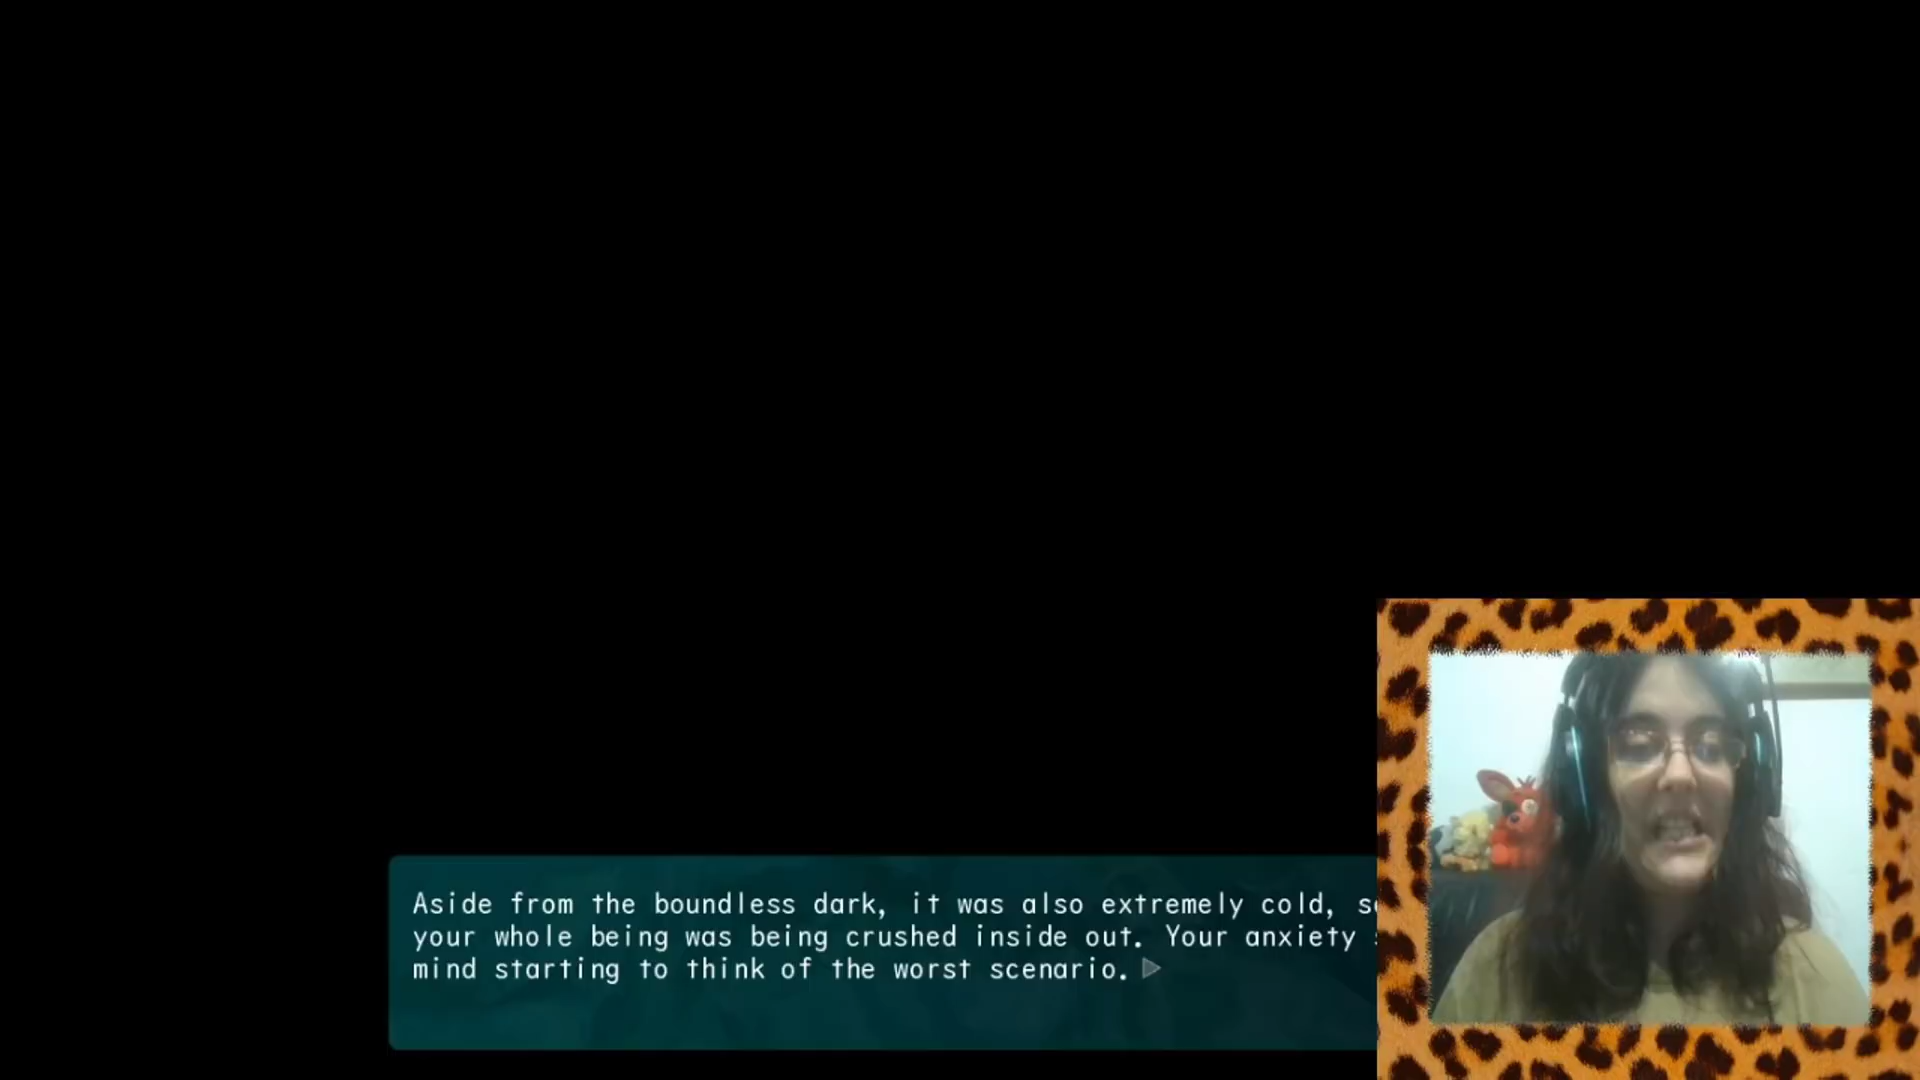 Aside from the boundless dark, it was also extremely cold,
your whole being was being crushed inside out. Your anxiety
mind starting to think of the worst scenario.